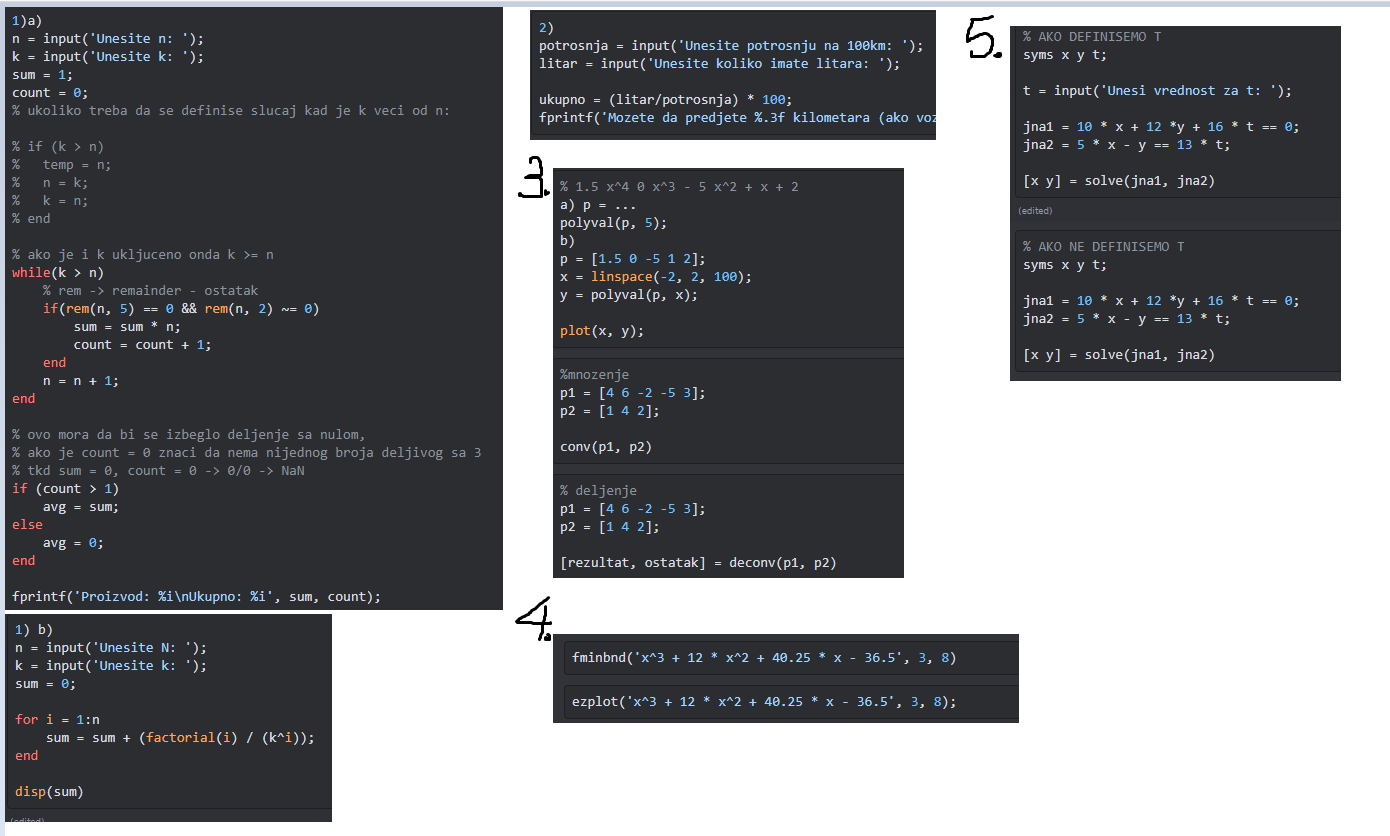 1)a)
n = input('Unesite n: ');
k = input('Unesite k: ');
sum = 1;
count = 0;
% ukoliko treba da se definise slucaj kad je k veci od n:
% if (k > n)
%   temp = n;
%   n = k;
%   k = n;
% end
% ako je i k ukljuceno onda k >= n
while(k > n)
    % rem -> remainder - ostatak
    if(rem(n, 5) == 0 && rem(n, 2) ~= 0)
        sum = sum * n;
        count = count + 1;
    end
    n = n + 1;
end
% ovo mora da bi se izbeglo deljenje sa nulom,
% ako je count = 0 znaci da nema nijednog broja deljivog sa 3
% tkd sum = 0, count = 0 -> 0/0 -> NaN
if (count > 1)
    avg = sum;
else
    avg = 0;
end
fprintf('Proizvod: %i\nUkupno: %i', sum, count);
1) b)
n = input('Unesite N: ');
k = input('Unesite k: ');
sum = 0;
for i = 1:n
    sum = sum + (factorial(i) / (k^i));
end
disp(sum)
(edited)
2)
potrosnja = input('Unesite potrosnju na 100km: ');
litar = input('Unesite koliko imate litara: ');
ukupno = (litar/potrosnja) * 100;
fprintf('Mozete da predjete %.3f kilometara (ako voz
3.
% 1.5 x^4 0 x^3 - 5 x^2 + x + 2
a) p = ...
polyval(p, 5);
b)
p = [1.5 0 -5 1 2];
x = linspace(-2, 2, 100);
y = polyval(p, x);
plot(x, y);
%mnozenje
p1 = [4 6 -2 -5 3];
p2 = [1 4 2];
conv(p1, p2)
% deljenje
p1 = [4 6 -2 -5 3];
p2 = [1 4 2];
[rezultat, ostatak] = deconv(p1, p2)
4.
fminbnd('x^3 + 12 * x^2 + 40.25 * x - 36.5', 3, 8)
ezplot('x^3 + 12 * x^2 + 40.25 * x - 36.5', 3, 8);
5.
% AKO DEFINISEMO T
syms x y t;
t = input('Unesi vrednost za t: ');
jna1 = 10 * x + 12 *y + 16 * t == 0;
jna2 = 5 * x - y == 13 * t;
[x y] = solve(jna1, jna2)
(edited)
% AKO NE DEFINISEMO T
syms x y t;
jna1 = 10 * x + 12 *y + 16 * t == 0;
jna2 = 5 * x - y == 13 * t;
[x y] = solve(jna1, jna2)